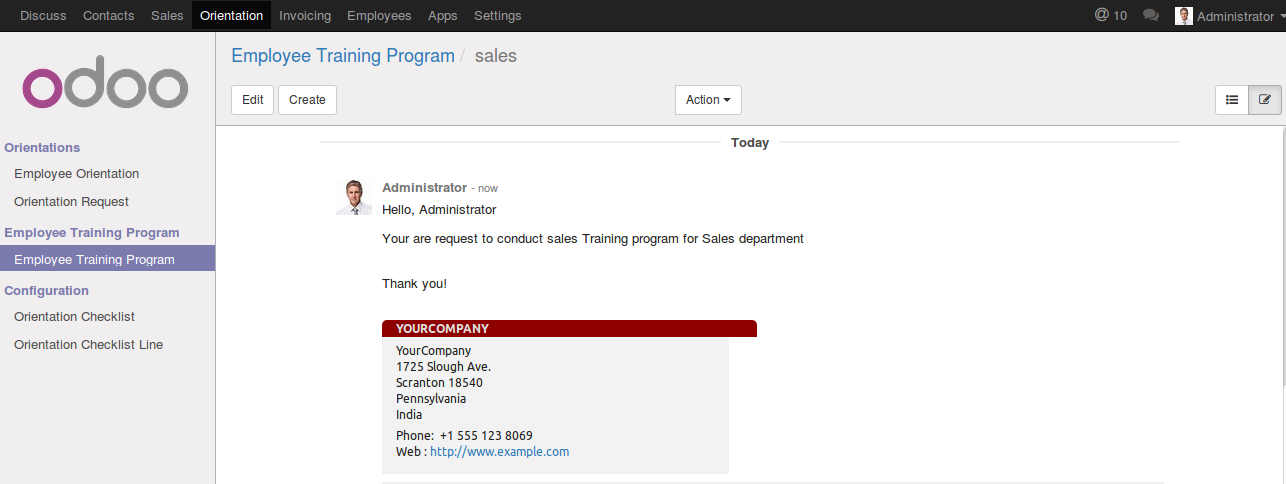 Discuss Contacts Sales Orientation Invoicing Employees Apps Settings @ 10 Administrator
odoo
Employee Training Program / sales
Edit Create Action
Orientations
Employee Orientation
Orientation Request
Employee Training Program
Employee Training Program
Configuration
Orientation Checklist
Orientation Checklist Line
Today
Administrator - now
Hello, Administrator
Your are request to conduct sales Training program for Sales department
Thank you!
YOURCOMPANY
YourCompany
1725 Slough Ave.
Scranton 18540
Pennsylvania
India
Phone: +1 555 123 8069
Web : http://www.example.com